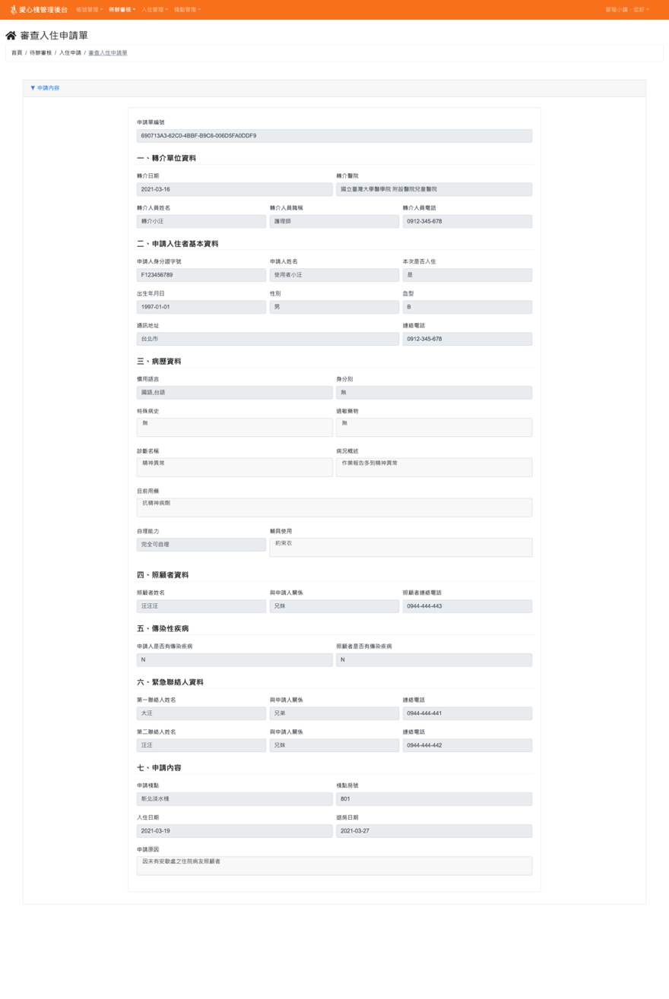 愛心棧管理後台 帳號管理 待辦審核 入住管理 棧點管理 管理小講,您好
審查入住申請單
首頁 / 待辦審核 / 入住申請 / 審查入住申請單
▼ 申請內容
申請單編號
690713A3-62C0-4BBF-B9C6-006D5FA0DDF9
一、轉介單位資料
轉介日期 轉介醫院
2021-03-16 國立臺灣大學醫學院 附設醫院兒童醫院
轉介人員姓名 轉介人員職稱 轉介人員電話
轉介小汪 護理師 0912-345-678
二、申請入住者基本資料
申請人身分證字號 申請人姓名 本次是否入住
F123456789 使用者小汪 是
出生年月日 性別 血型
1997-01-01 男 B
通訊地址 連絡電話
台北市 0912-345-678
三、病歷資料
慣用語言 身分別
國語,台語 無
特殊病史 過敏藥物
無 無
診斷名稱 病況概述
精神異常 作業報告多到精神異常
目前用藥
抗精神病劑
自理能力 輔具使用
完全可自理 約束衣
四、照顧者資料
照顧者姓名 與申請人關係 照顧者連絡電話
汪汪汪 兄妹 0944-444-443
五、傳染性疾病
申請人是否有傳染疾病 照顧者是否有傳染疾病
N N
六、緊急聯絡人資料
第一聯絡人姓名 與申請人關係 連絡電話
大汪 兄弟 0944-444-441
第二聯絡人姓名 與申請人關係 連絡電話
汪汪 兄妹 0944-444-442
七、申請內容
申請棧點 棧點房號
新北淡水棧 801
入住日期 退房日期
2021-03-19 2021-03-27
申請原因
因未有安歇處之住院病友照顧者